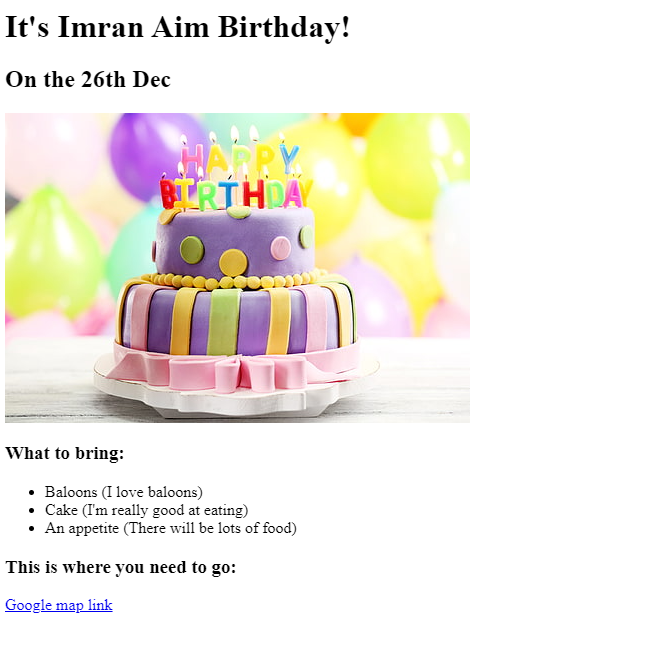 It's Imran Aim Birthday!
On the 26th Dec
HAPPY
BIRTHDAY
What to bring:
Baloons (I love baloons)
Cake (I'm really good at eating)
An appetite (There will be lots of food)
This is where you need to go:
Google map link